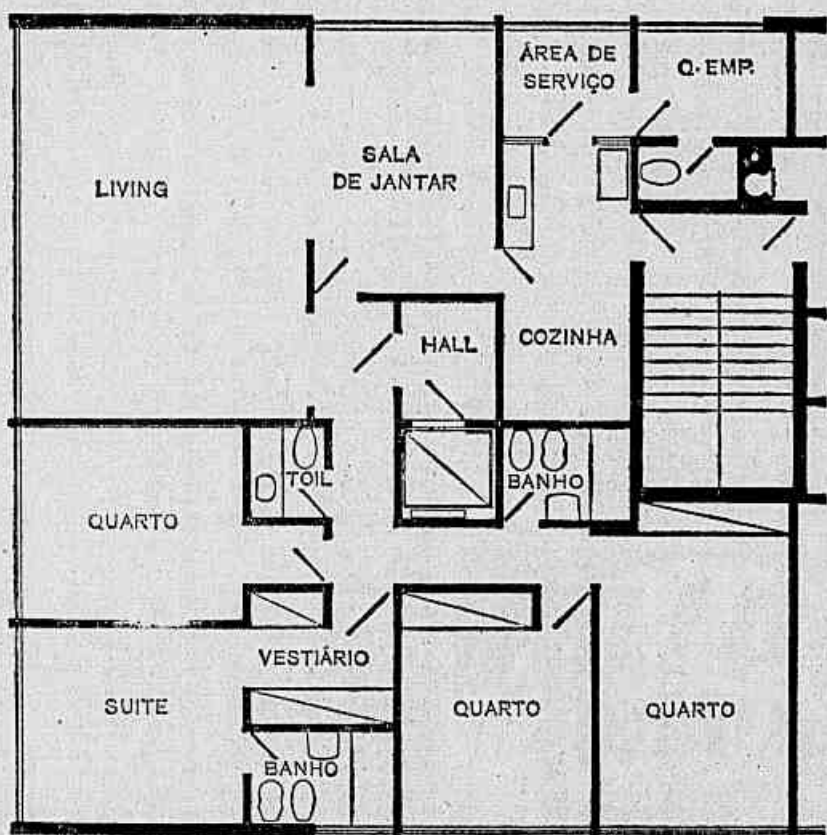 ÁREA DE
SERVIÇO
Q. EMP.
LIVING
SALA
DE JANTAR
HALL
COZINHA
TOIL
BANHO
QUARTO
VESTIÁRIO
SUITE
QUARTO
QUARTO
BANHO